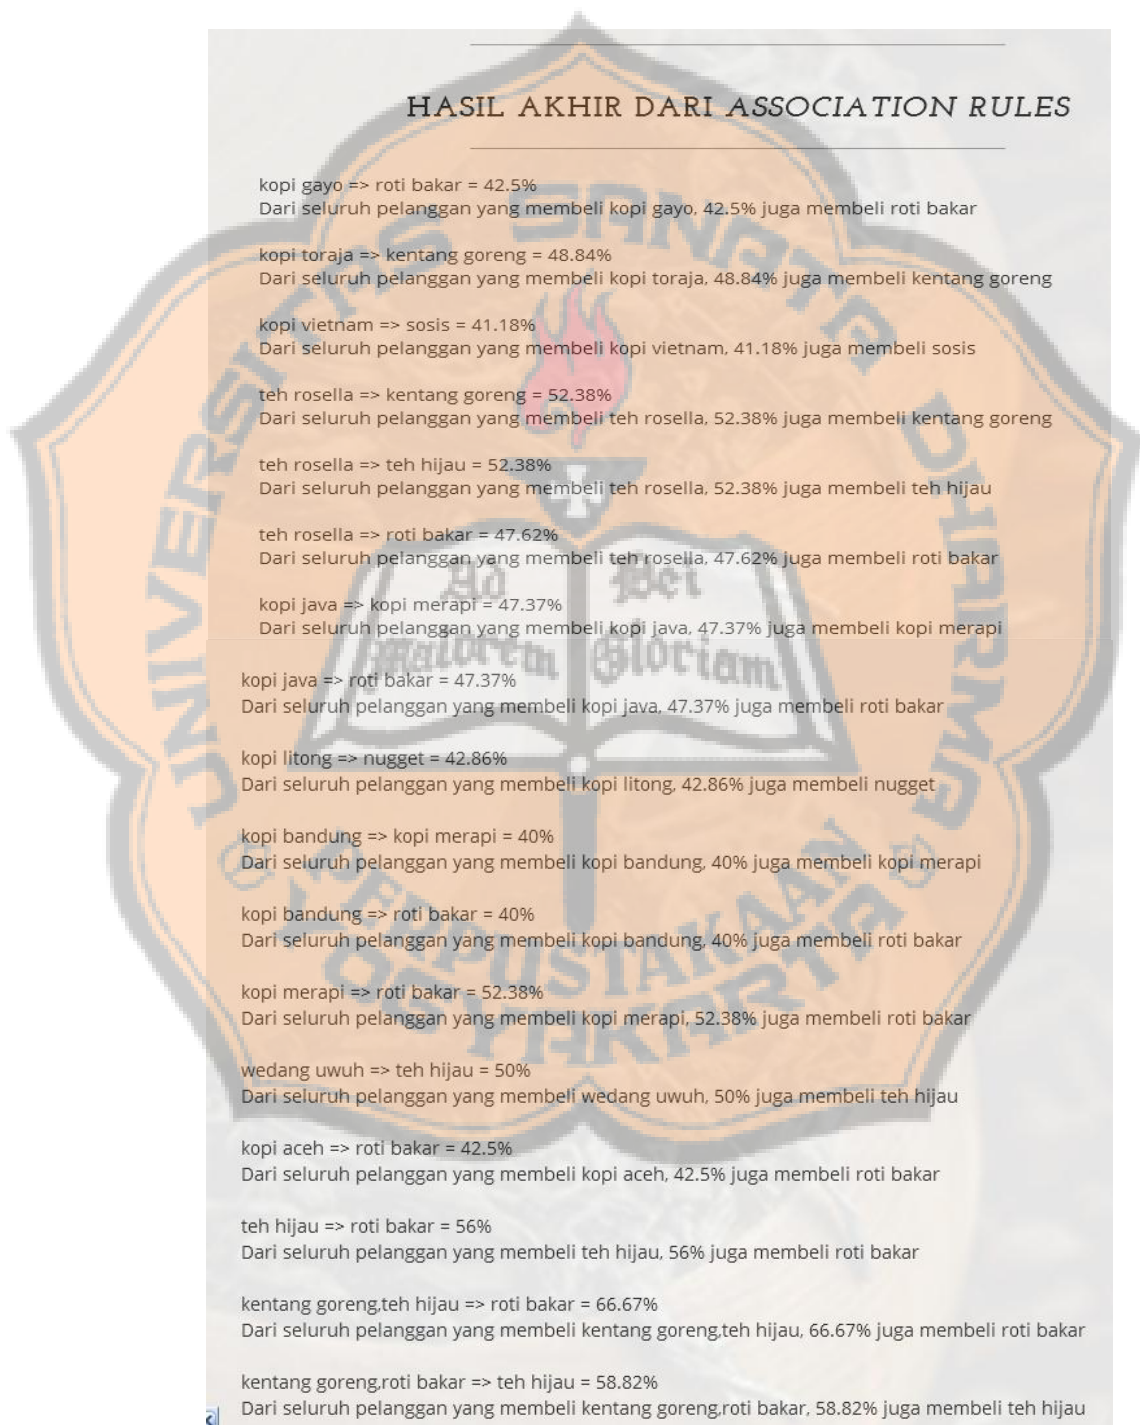 HASIL AKHIR DARI ASSOCIATION RULES
kopi gayo => roti bakar = 42.5%
Dari seluruh pelanggan yang membeli kopi gayo, 42.5% juga membeli roti bakar
kopi toraja => kentang goreng = 48.84%
Dari seluruh pelanggan yang membeli kopi toraja, 48.84% juga membeli kentang goreng
kopi vietnam => sosis = 41.18%
Dari seluruh pelanggan yang membeli kopi vietnam, 41.18% juga membeli sosis
teh rosella => kentang goreng = 52.38%
Dari seluruh pelanggan yang membeli teh rosella, 52.38% juga membeli kentang goreng
teh rosella => teh hijau = 52.38%
Dari seluruh pelanggan yang membeli teh rosella, 52.38% juga membeli teh hijau
teh rosella => roti bakar = 47.62%
Dari seluruh pelanggan yang membeli teh rosella, 47.62% juga membeli roti bakar
kopi java => kopi merapi = 47.37%
Dari seluruh pelanggan yang membeli kopi java, 47.37% juga membeli kopi merapi
kopi java => roti bakar = 47.37%
Dari seluruh pelanggan yang membeli kopi java, 47.37% juga membeli roti bakar
kopi litong => nugget = 42.86%
Dari seluruh pelanggan yang membeli kopi litong, 42.86% juga membeli nugget
kopi bandung => kopi merapi = 40%
Dari seluruh pelanggan yang membeli kopi bandung, 40% juga membeli kopi merapi
kopi bandung => roti bakar = 40%
Dari seluruh pelanggan yang membeli kopi bandung, 40% juga membeli roti bakar
kopi merapi => roti bakar = 52.38%
Dari seluruh pelanggan yang membeli kopi merapi, 52.38% juga membeli roti bakar
wedang uwuh => teh hijau = 50%
Dari seluruh pelanggan yang membeli wedang uwuh, 50% juga membeli teh hijau
kopi aceh => roti bakar = 42.5%
Dari seluruh pelanggan yang membeli kopi aceh, 42.5% juga membeli roti bakar
teh hijau => roti bakar = 56%
Dari seluruh pelanggan yang membeli teh hijau, 56% juga membeli roti bakar
kentang goreng,teh hijau => roti bakar = 66.67%
Dari seluruh pelanggan yang membeli kentang goreng,teh hijau, 66.67% juga membeli roti bakar
kentang goreng,roti bakar => teh hijau = 58.82%
Dari seluruh pelanggan yang membeli kentang goreng,roti bakar, 58.82% juga membeli teh hijau
UNIVERSITAS SANATA DHARMA
Ad Maiorem
Dei Gloriam
PERPUSTAKAAN
YOGYAKARTA